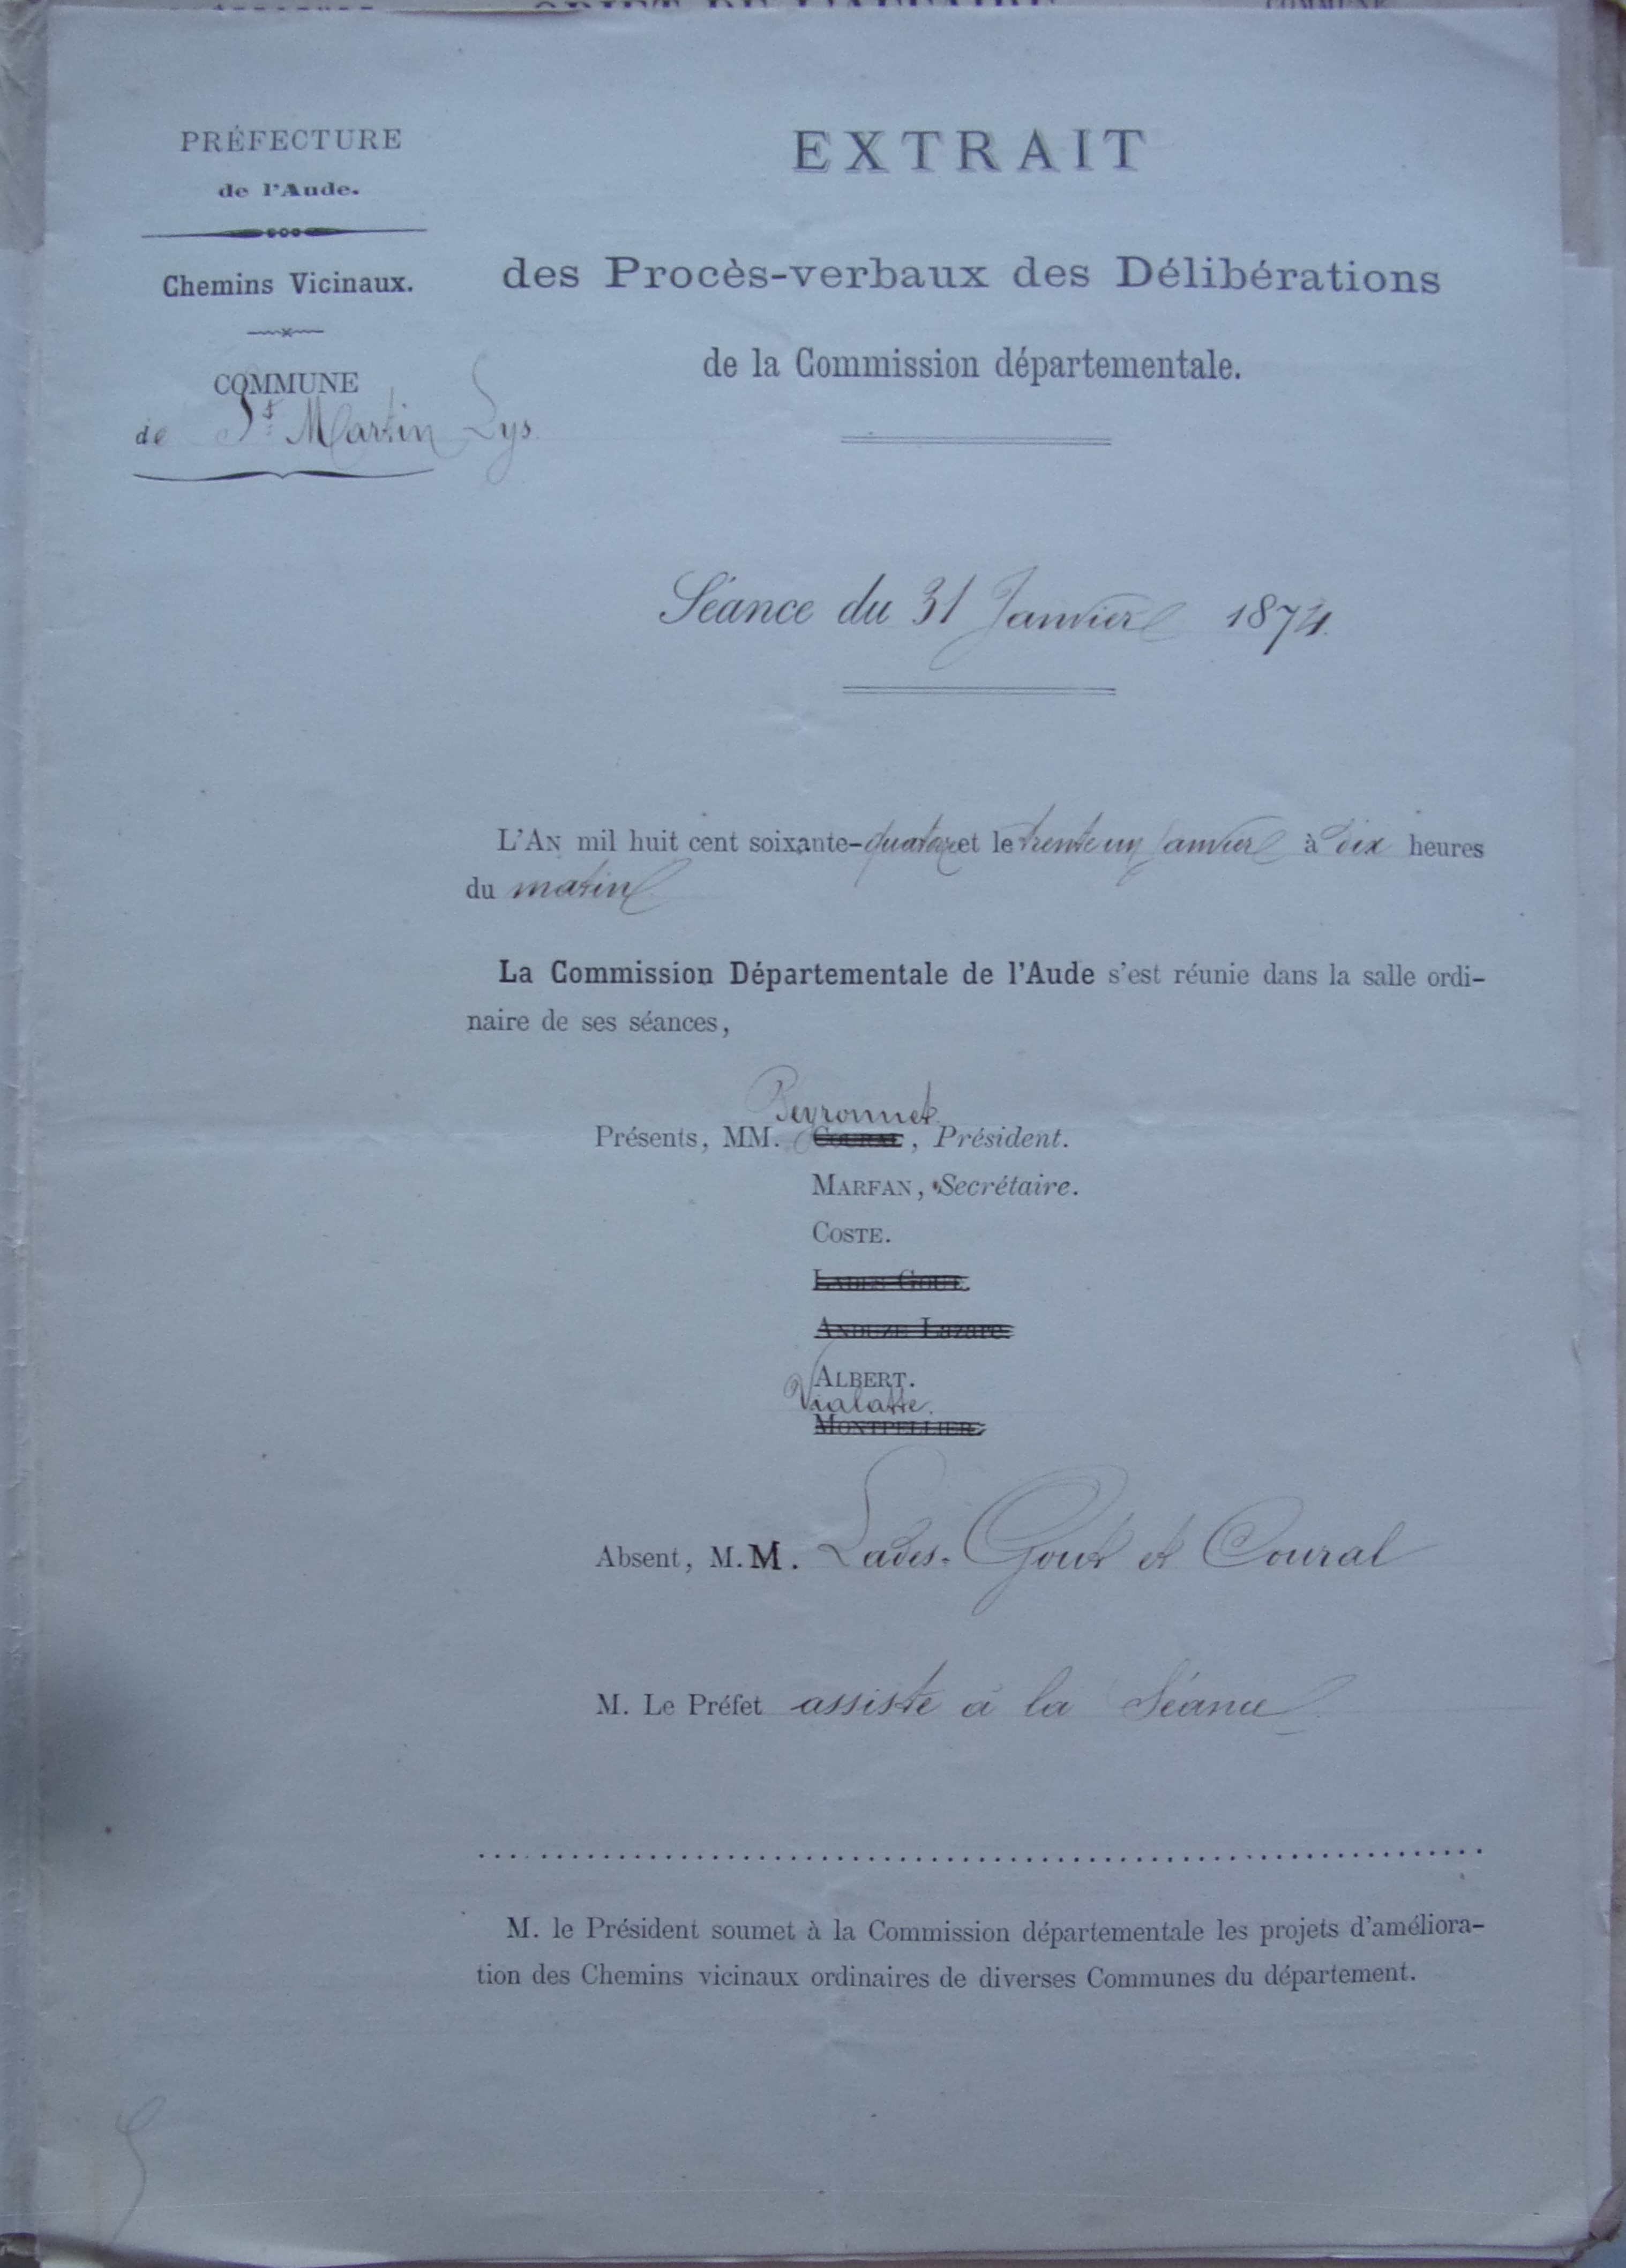 PRÉFECTURE
de l'Aude.
Chemins Vicinaux.
COMMUNE
de St Martin Lys
EXTRAIT
des Procès-verbaux des Délibérations
de la Commission départementale.
Séance du 31 Janvier 1874.
L'AN mil huit cent soixante-quatorze et le trente un janvier à dix heures
du matin
La Commission Départementale de l'Aude s'est réunie dans la salle ordi-
naire de ses séances,
Peyronnet
Présents, MM. COURAL, Président.
MARFAN, Secrétaire.
COSTE.
LADES-GOUT.
ANDUZE Lazare.
ALBERT.
Vialatte.
MONTPELLIER.
Absent, M.M. Lades-Gout et Coural
M. Le Préfet assiste à la Séance
M. le Président soumet à la Commission départementale les projets d'améliora-
tion des Chemins vicinaux ordinaires de diverses Communes du département.